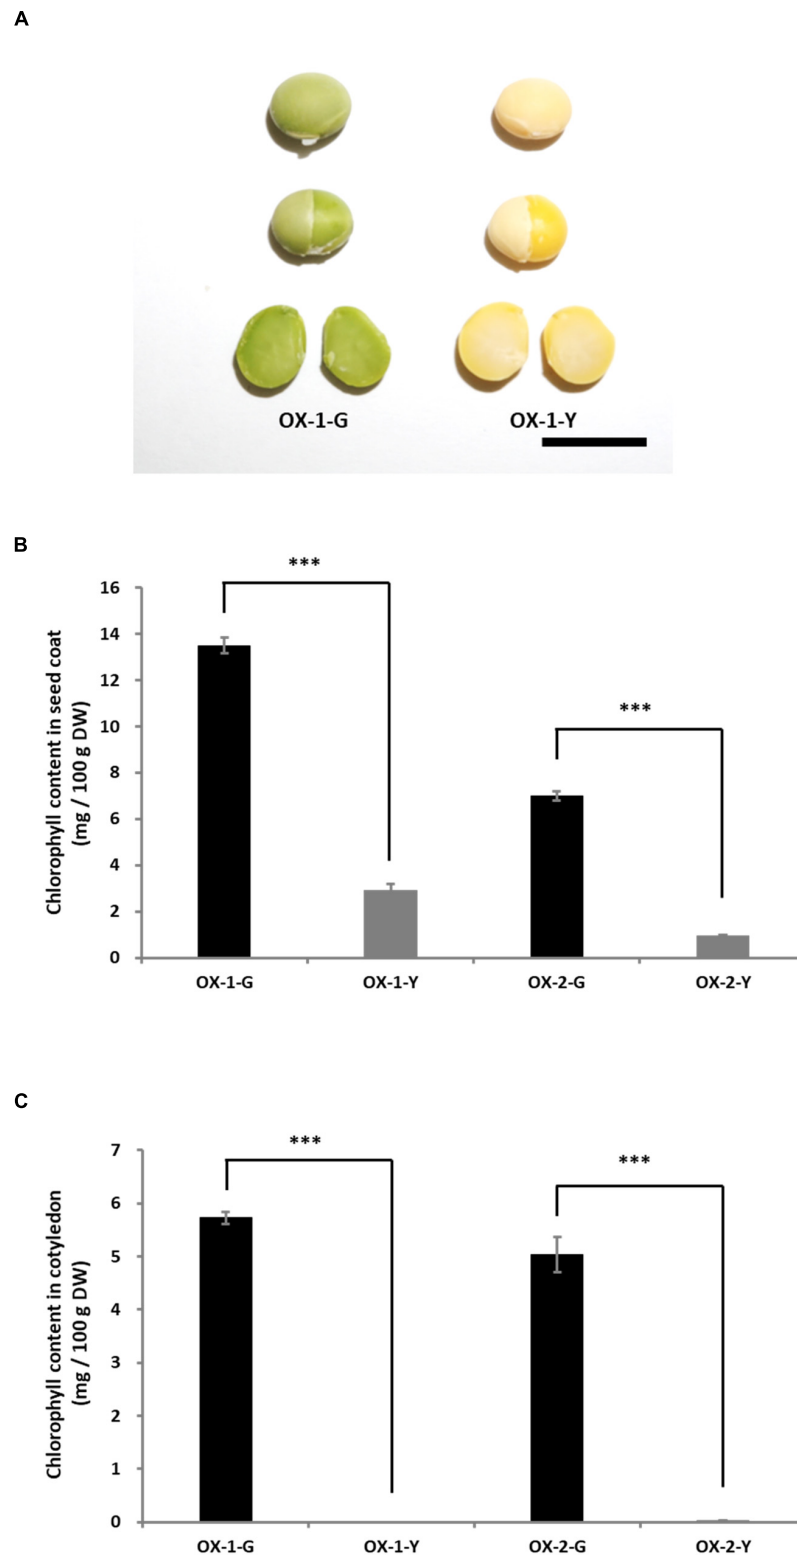 A
OX-1-G OX-1-Y
B
***
***
Chlorophyll content in seed coat
(mg / 100 g DW)
16
14
12
10
8
6
4
2
0
OX-1-G OX-1-Y OX-2-G OX-2-Y
C
***
***
Chlorophyll content in cotyledon
(mg / 100 g DW)
7
6
5
4
3
2
1
0
OX-1-G OX-1-Y OX-2-G OX-2-Y